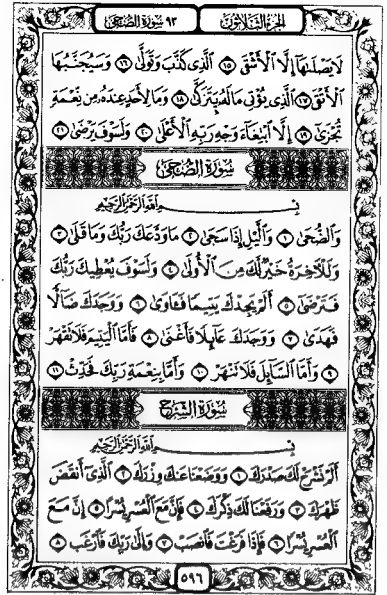 الجزء الثلاثون ٩٣ سورة الضحى
لَا يَصْلَىٰهَآ إِلَّا ٱلْأَشْقَى ١٥ ٱلَّذِى كَذَّبَ وَتَوَلَّىٰ ١٦ وَسَيُجَنَّبُهَا
ٱلْأَتْقَى ١٧ ٱلَّذِى يُؤْتِى مَالَهُۥ يَتَزَكَّىٰ ١٨ وَمَا لِأَحَدٍ عِندَهُۥ مِن نِّعْمَةٍ
تُجْزَىٰٓ ١٩ إِلَّا ٱبْتِغَآءَ وَجْهِ رَبِّهِ ٱلْأَعْلَىٰ ٢٠ وَلَسَوْفَ يَرْضَىٰ ٢١
سورة الضحى
بِسْمِ ٱللَّهِ ٱلرَّحْمَٰنِ ٱلرَّحِيمِ
وَٱلضُّحَىٰ ١ وَٱلَّيْلِ إِذَا سَجَىٰ ٢ مَا وَدَّعَكَ رَبُّكَ وَمَا قَلَىٰ ٣
وَلَلْءَاخِرَةُ خَيْرٌ لَّكَ مِنَ ٱلْأُولَىٰ ٤ وَلَسَوْفَ يُعْطِيكَ رَبُّكَ
فَتَرْضَىٰٓ ٥ أَلَمْ يَجِدْكَ يَتِيمًا فَـَٔاوَىٰ ٦ وَوَجَدَكَ ضَآلًّا
فَهَدَىٰ ٧ وَوَجَدَكَ عَآئِلًا فَأَغْنَىٰ ٨ فَأَمَّا ٱلْيَتِيمَ فَلَا تَقْهَرْ
٩ وَأَمَّا ٱلسَّآئِلَ فَلَا تَنْهَرْ ١٠ وَأَمَّا بِنِعْمَةِ رَبِّكَ فَحَدِّثْ ١١
سورة الشرح
بِسْمِ ٱللَّهِ ٱلرَّحْمَٰنِ ٱلرَّحِيمِ
أَلَمْ نَشْرَحْ لَكَ صَدْرَكَ ١ وَوَضَعْنَا عَنكَ وِزْرَكَ ٢ ٱلَّذِىٓ أَنقَضَ
ظَهْرَكَ ٣ وَرَفَعْنَا لَكَ ذِكْرَكَ ٤ فَإِنَّ مَعَ ٱلْعُسْرِ يُسْرًا ٥ إِنَّ مَعَ
ٱلْعُسْرِ يُسْرًا ٦ فَإِذَا فَرَغْتَ فَٱنصَبْ ٧ وَإِلَىٰ رَبِّكَ فَٱرْغَب ٨
٥٩٦